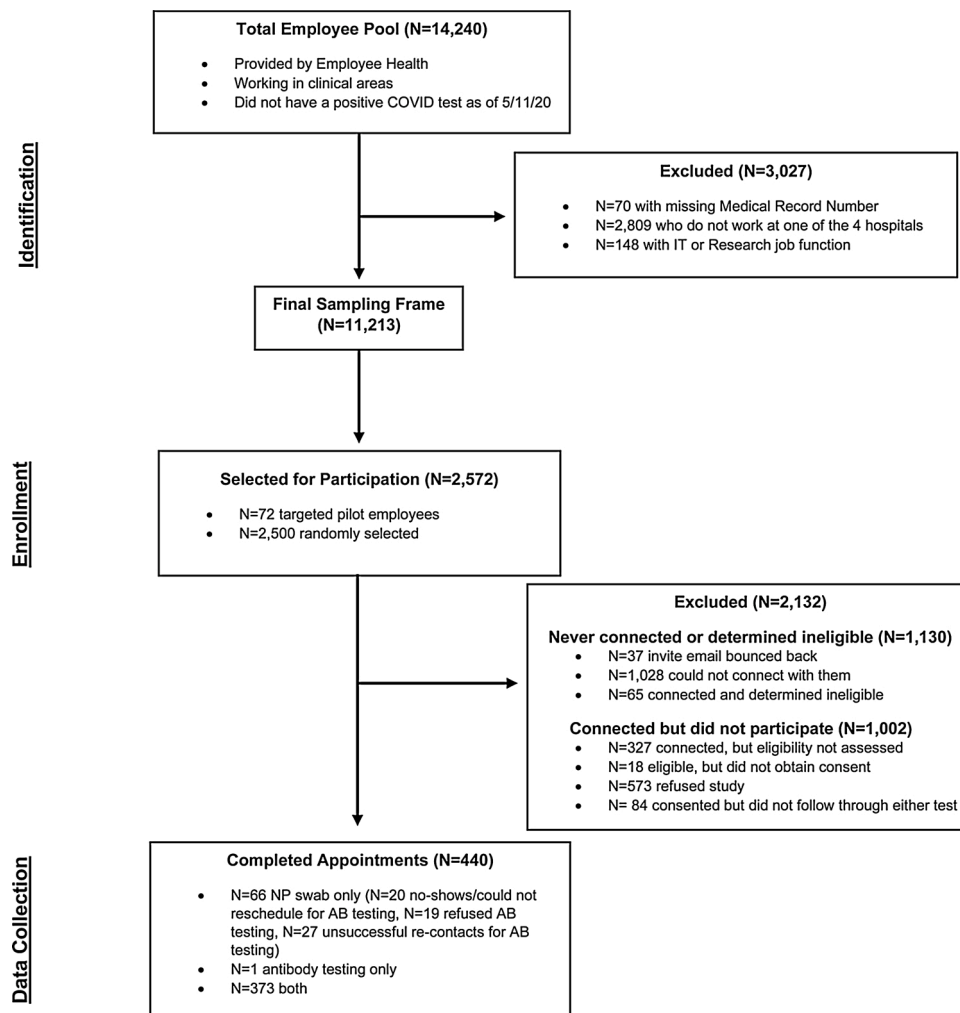 Total Employee Pool (N=14,240)
• Provided by Employee Health
• Working in clinical areas
• Did not have a positive COVID test as of 5/11/20
Identification
Excluded (N=3,027)
• N=70 with missing Medical Record Number
• N=2,809 who do not work at one of the 4 hospitals
• N=148 with IT or Research job function
Final Sampling Frame
(N=11,213)
Enrollment
Selected for Participation (N=2,572)
• N=72 targeted pilot employees
• N=2,500 randomly selected
Excluded (N=2,132)
Never connected or determined ineligible (N=1,130)
• N=37 invite email bounced back
• N=1,028 could not connect with them
• N=65 connected and determined ineligible
Connected but did not participate (N=1,002)
• N=327 connected, but eligibility not assessed
• N=18 eligible, but did not obtain consent
• N=573 refused study
• N= 84 consented but did not follow through either test
Data Collection
Completed Appointments (N=440)
• N=66 NP swab only (N=20 no-shows/could not
reschedule for AB testing, N=19 refused AB
testing, N=27 unsuccessful re-contacts for AB
testing)
• N=1 antibody testing only
• N=373 both